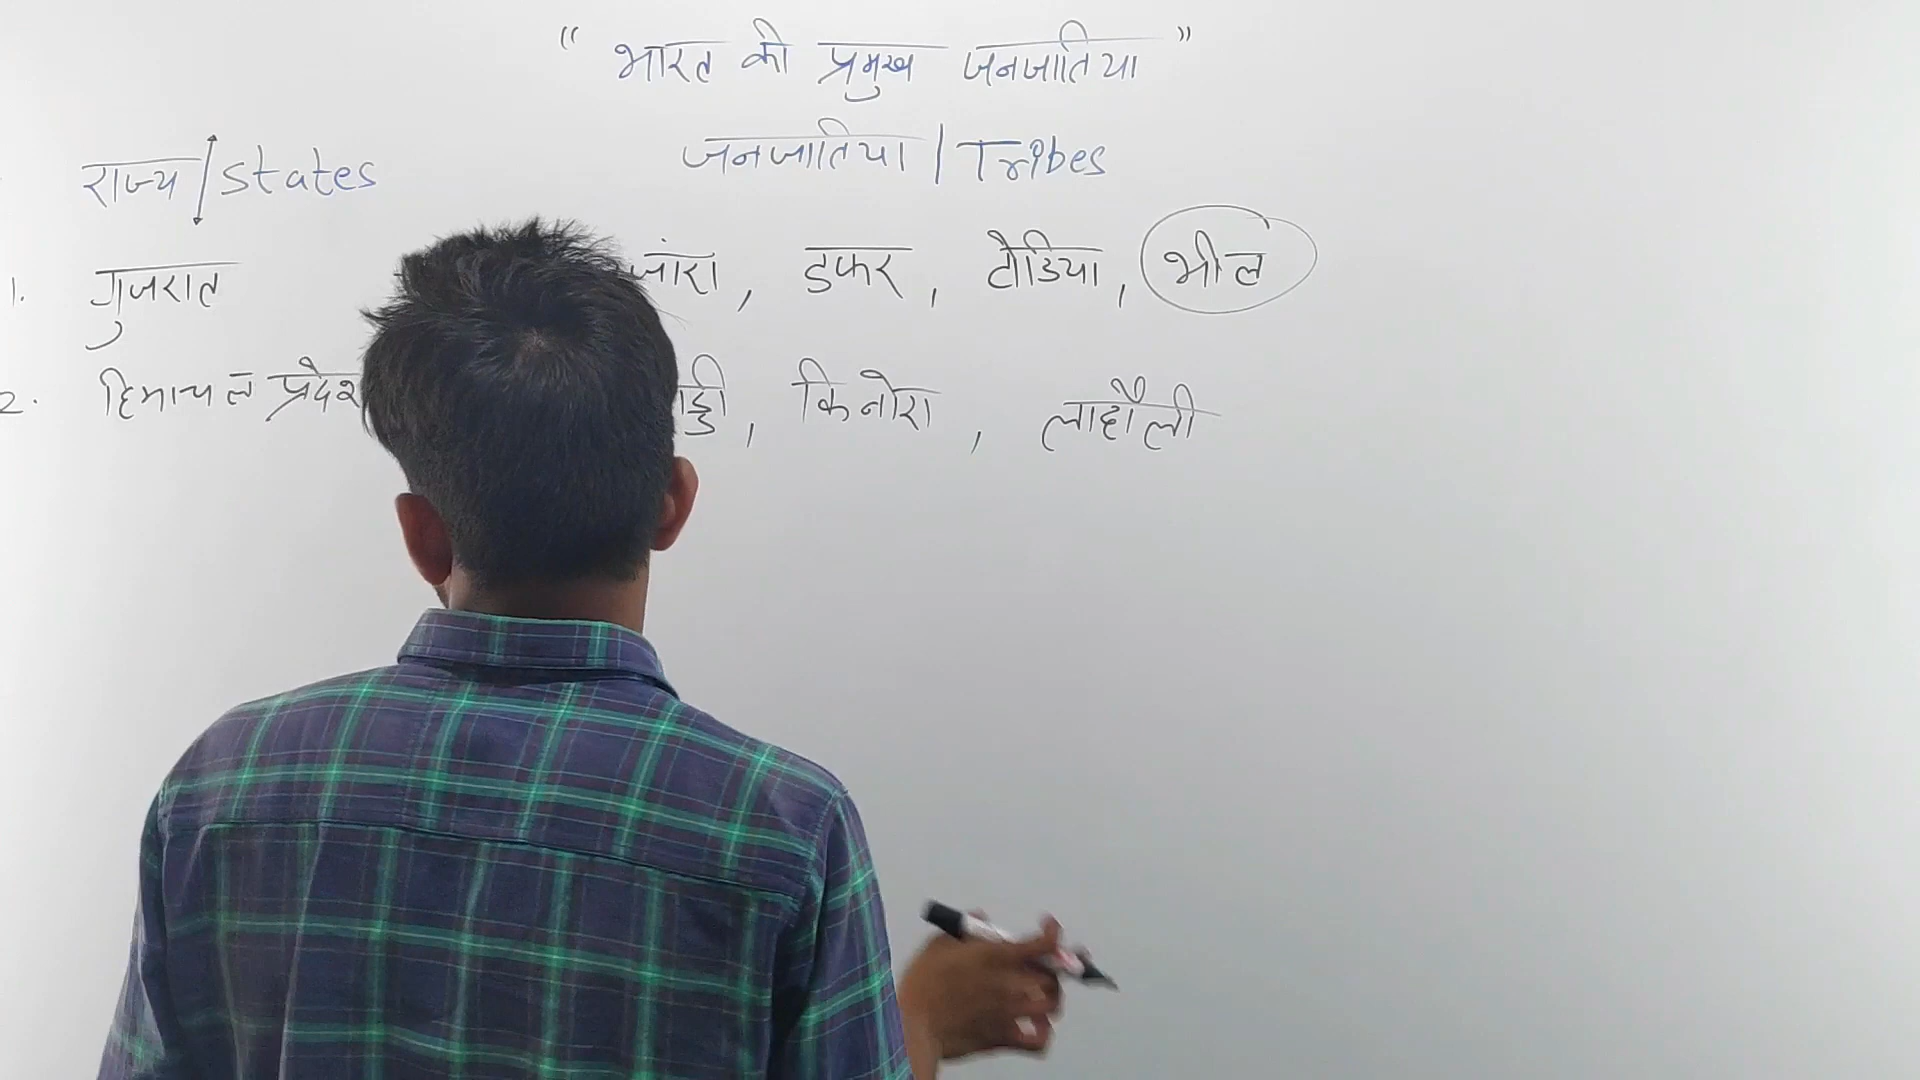 " भारत की प्रमुख जनजातिया "
राज्य | States जनजातिया | Tribes
1. गुजरात , डफर , टोडिया , भील
2. हिमाचल प्रदेश , किनोरा , लाहौली